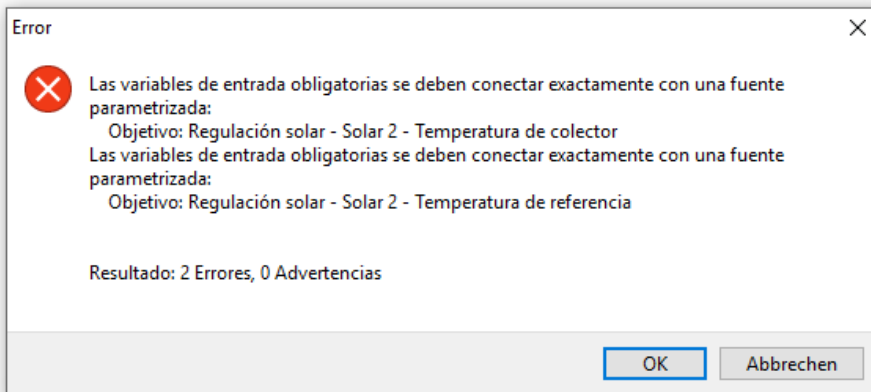 Error
Las variables de entrada obligatorias se deben conectar exactamente con una fuente
parametrizada:
Objetivo: Regulación solar - Solar 2 - Temperatura de colector
Las variables de entrada obligatorias se deben conectar exactamente con una fuente
parametrizada:
Objetivo: Regulación solar - Solar 2 - Temperatura de referencia
Resultado: 2 Errores, 0 Advertencias
OK
Abbrechen